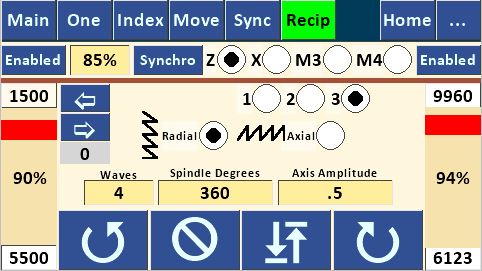 Main One Index Move Sync Recip Home ...
Enabled 85% Synchro Z X M3 M4 Enabled
1500 1 2 3 9960
Radial Axial
0
90% 94%
Waves Spindle Degrees Axis Amplitude
4 360 .5
5500 6123